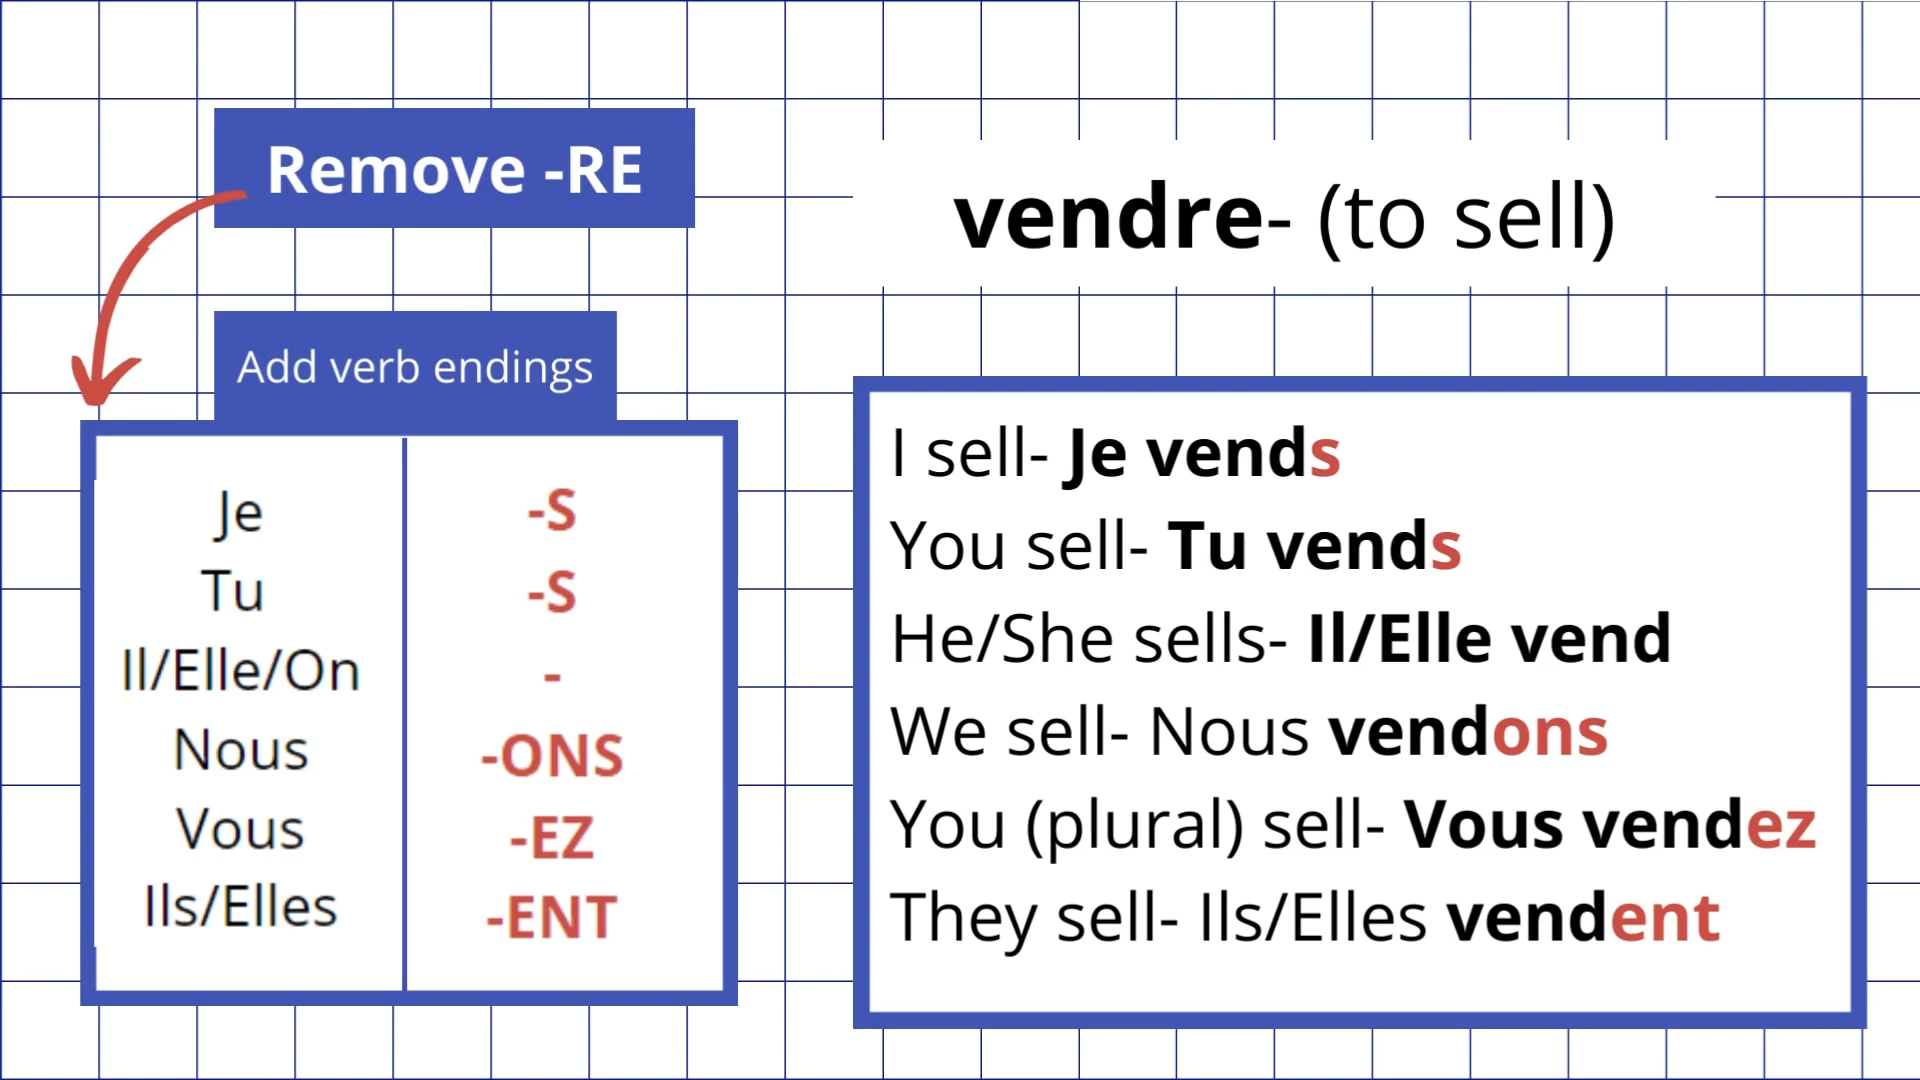 Remove -RE
Add verb endings
Je -S
Tu -S
Il/Elle/On -
Nous -ONS
Vous -EZ
Ils/Elles -ENT
vendre- (to sell)
I sell- Je vends
You sell- Tu vends
He/She sells- Il/Elle vend
We sell- Nous vendons
You (plural) sell- Vous vendez
They sell- Ils/Elles vendent